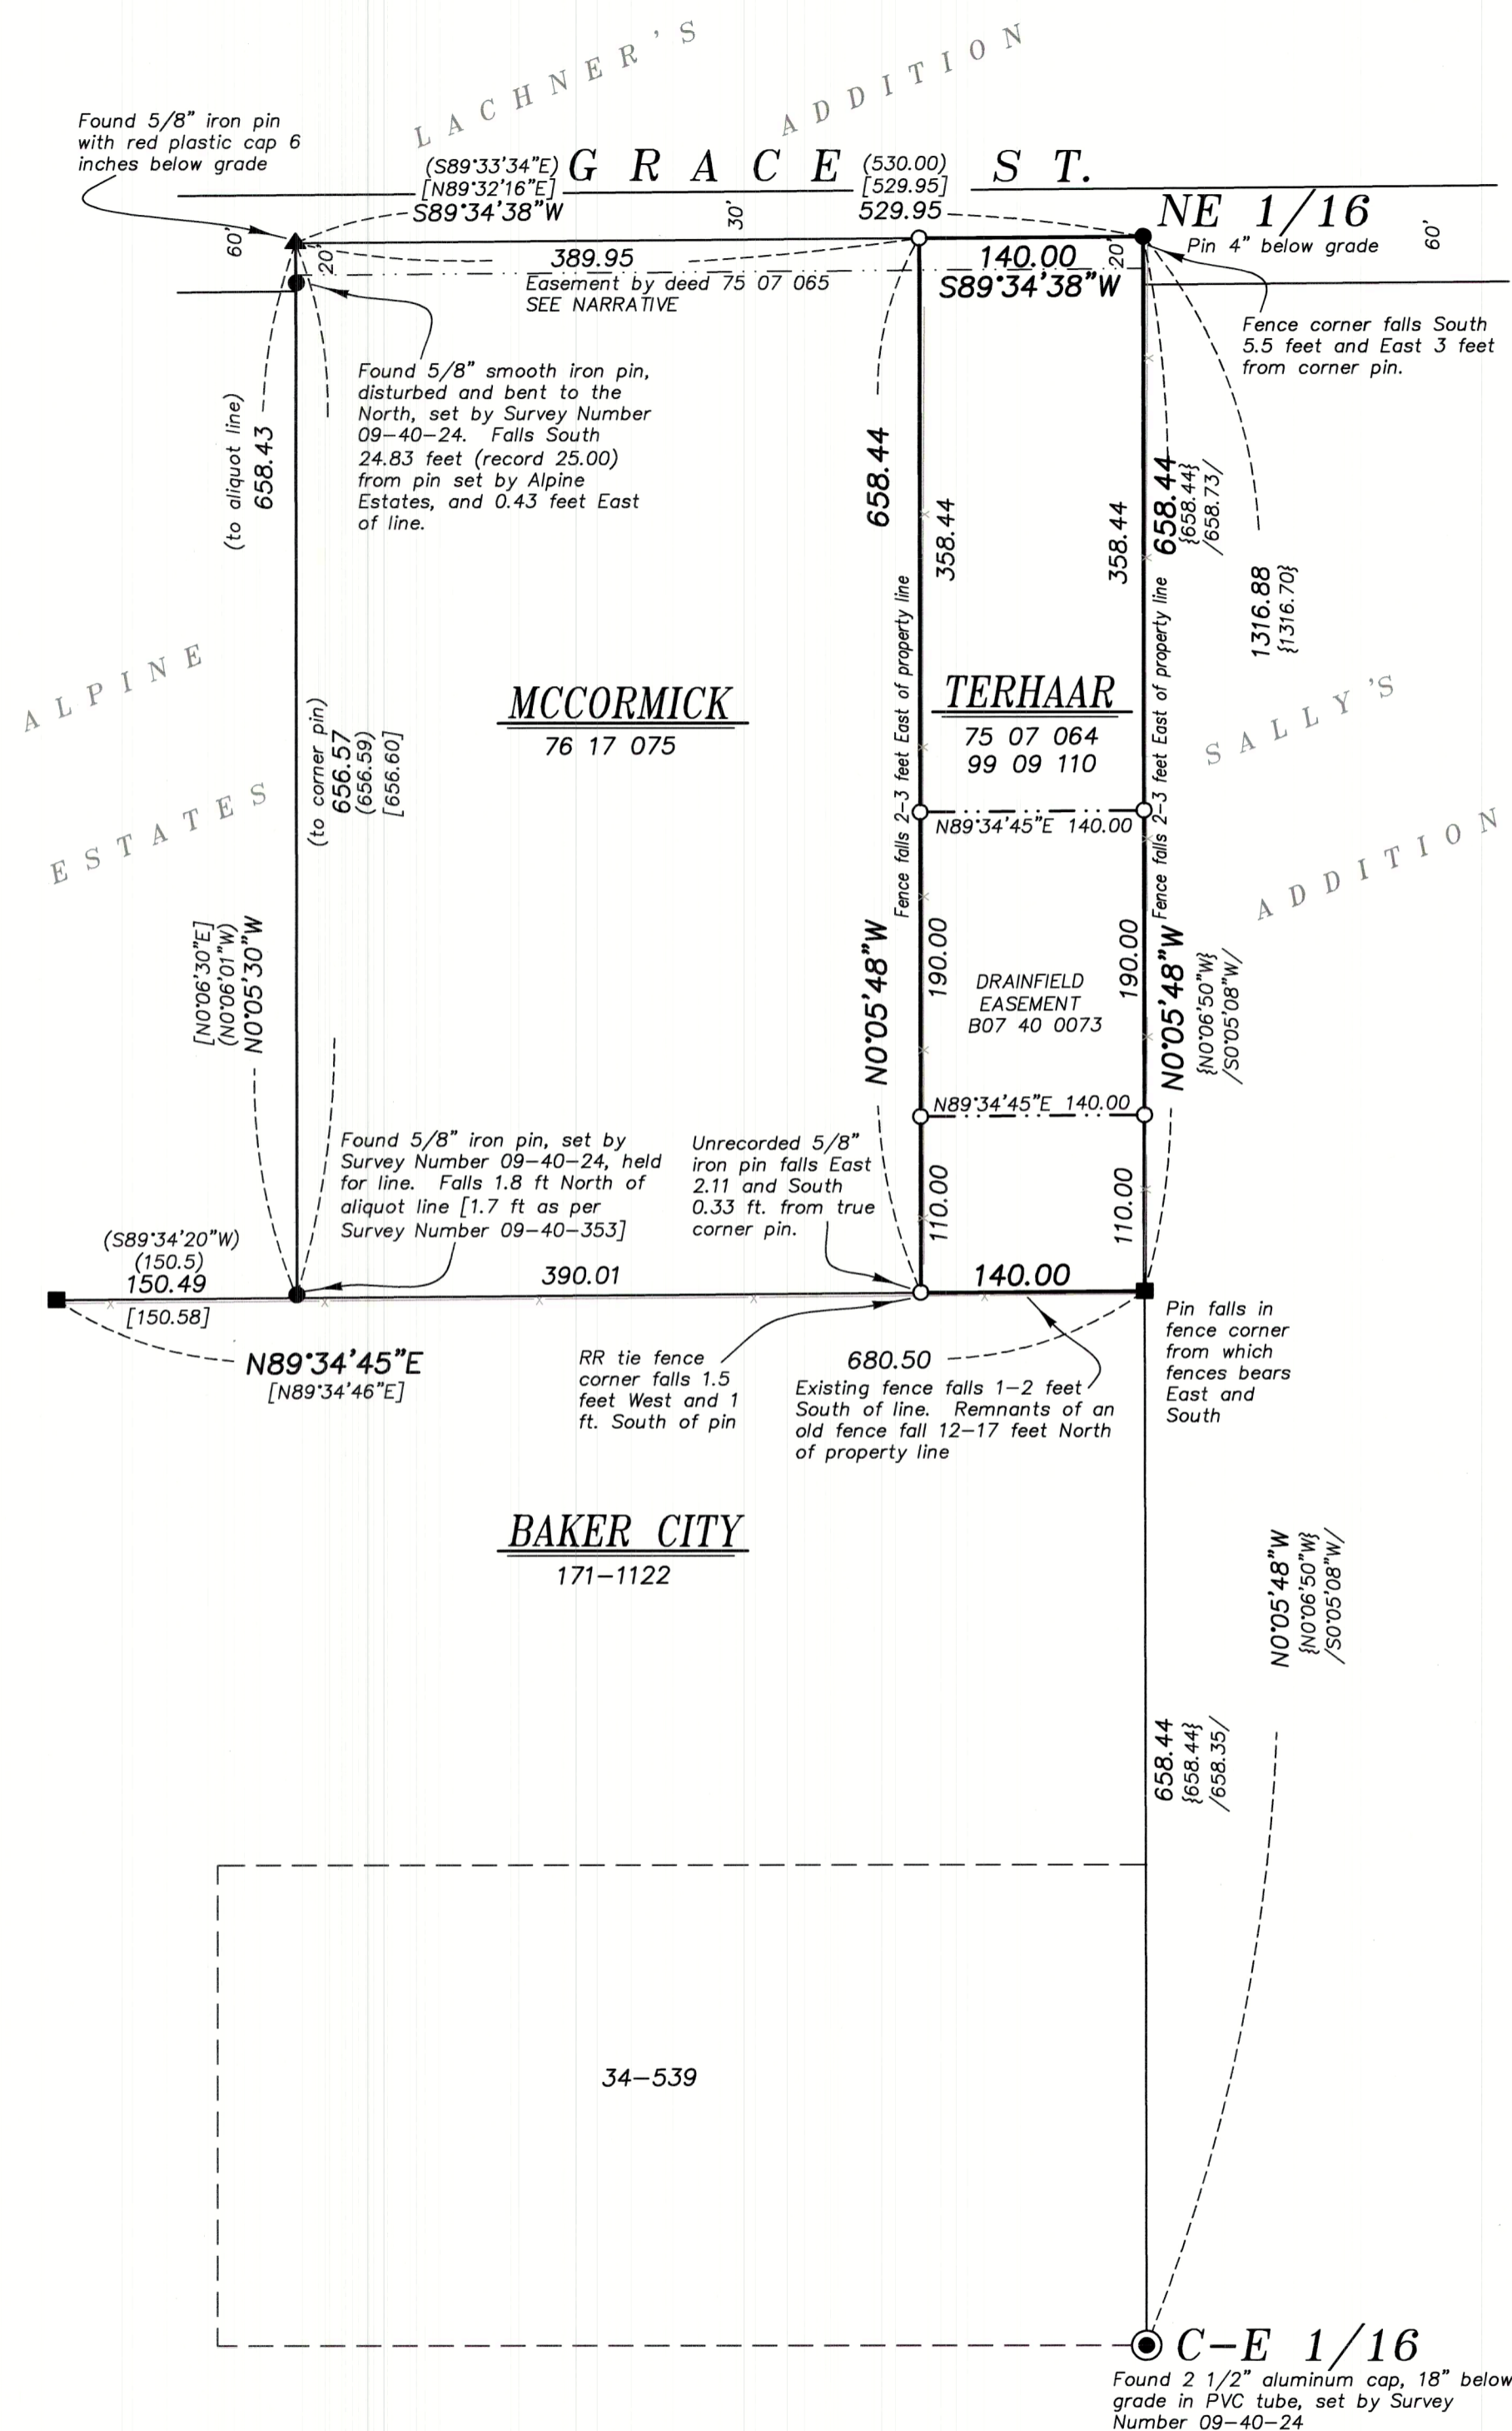 LACHNER'S
ADDITION
Found 5/8" iron pin
with red plastic cap 6
inches below grade
(S89°33'34"E)
[N89°32'16"E]
S89°34'38"W
GRACE ST.
(530.00)
[529.95]
529.95
NE 1/16
Pin 4" below grade
60'
30'
60'
20'
389.95
140.00
20'
S89°34'38"W
Easement by deed 75 07 065
SEE NARRATIVE
Fence corner falls South
5.5 feet and East 3 feet
from corner pin.
Found 5/8" smooth iron pin,
disturbed and bent to the
North, set by Survey Number
09-40-24. Falls South
24.83 feet (record 25.00)
from pin set by Alpine
Estates, and 0.43 feet East
of line.
(to aliquot line)
658.43
658.44
358.44
358.44
658.44
{658.44}
/658.73/
1316.88
{1316.70}
Fence falls 2-3 feet East of property line
Fence falls 2-3 feet East of property line
ALPINE
ESTATES
(to corner pin)
656.57
(656.59)
[656.60]
MCCORMICK
76 17 075
TERHAAR
75 07 064
99 09 110
SALLY'S
ADDITION
N89°34'45"E 140.00
[N0°06'30"E]
(N0°06'01"W)
N0°05'30"W
N0°05'48"W
190.00
DRAINFIELD
EASEMENT
B07 40 0073
190.00
N0°05'48"W
{N0°06'50"W}
/S0°05'08"W/
N89°34'45"E 140.00
Found 5/8" iron pin, set by
Survey Number 09-40-24, held
for line. Falls 1.8 ft North of
aliquot line [1.7 ft as per
Survey Number 09-40-353]
Unrecorded 5/8"
iron pin falls East
2.11 and South
0.33 ft. from true
corner pin.
110.00
110.00
(S89°34'20"W)
(150.5)
150.49
[150.58]
390.01
140.00
N89°34'45"E
[N89°34'46"E]
RR tie fence
corner falls 1.5
feet West and 1
ft. South of pin
680.50
Existing fence falls 1-2 feet
South of line. Remnants of an
old fence fall 12-17 feet North
of property line
Pin falls in
fence corner
from which
fences bears
East and
South
BAKER CITY
171-1122
N0°05'48"W
{N0°06'50"W}
/S0°05'08"W/
658.44
{658.44}
/658.35/
34-539
C-E 1/16
Found 2 1/2" aluminum cap, 18" below
grade in PVC tube, set by Survey
Number 09-40-24